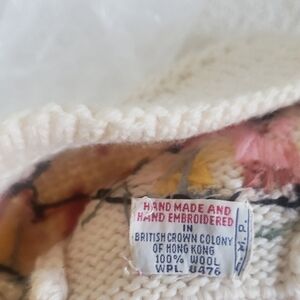 HAND MADE AND
HAND EMBROIDERED
IN
BRITISH CROWN COLONY
OF HONG KONG
100% WOOL
WPL 8476